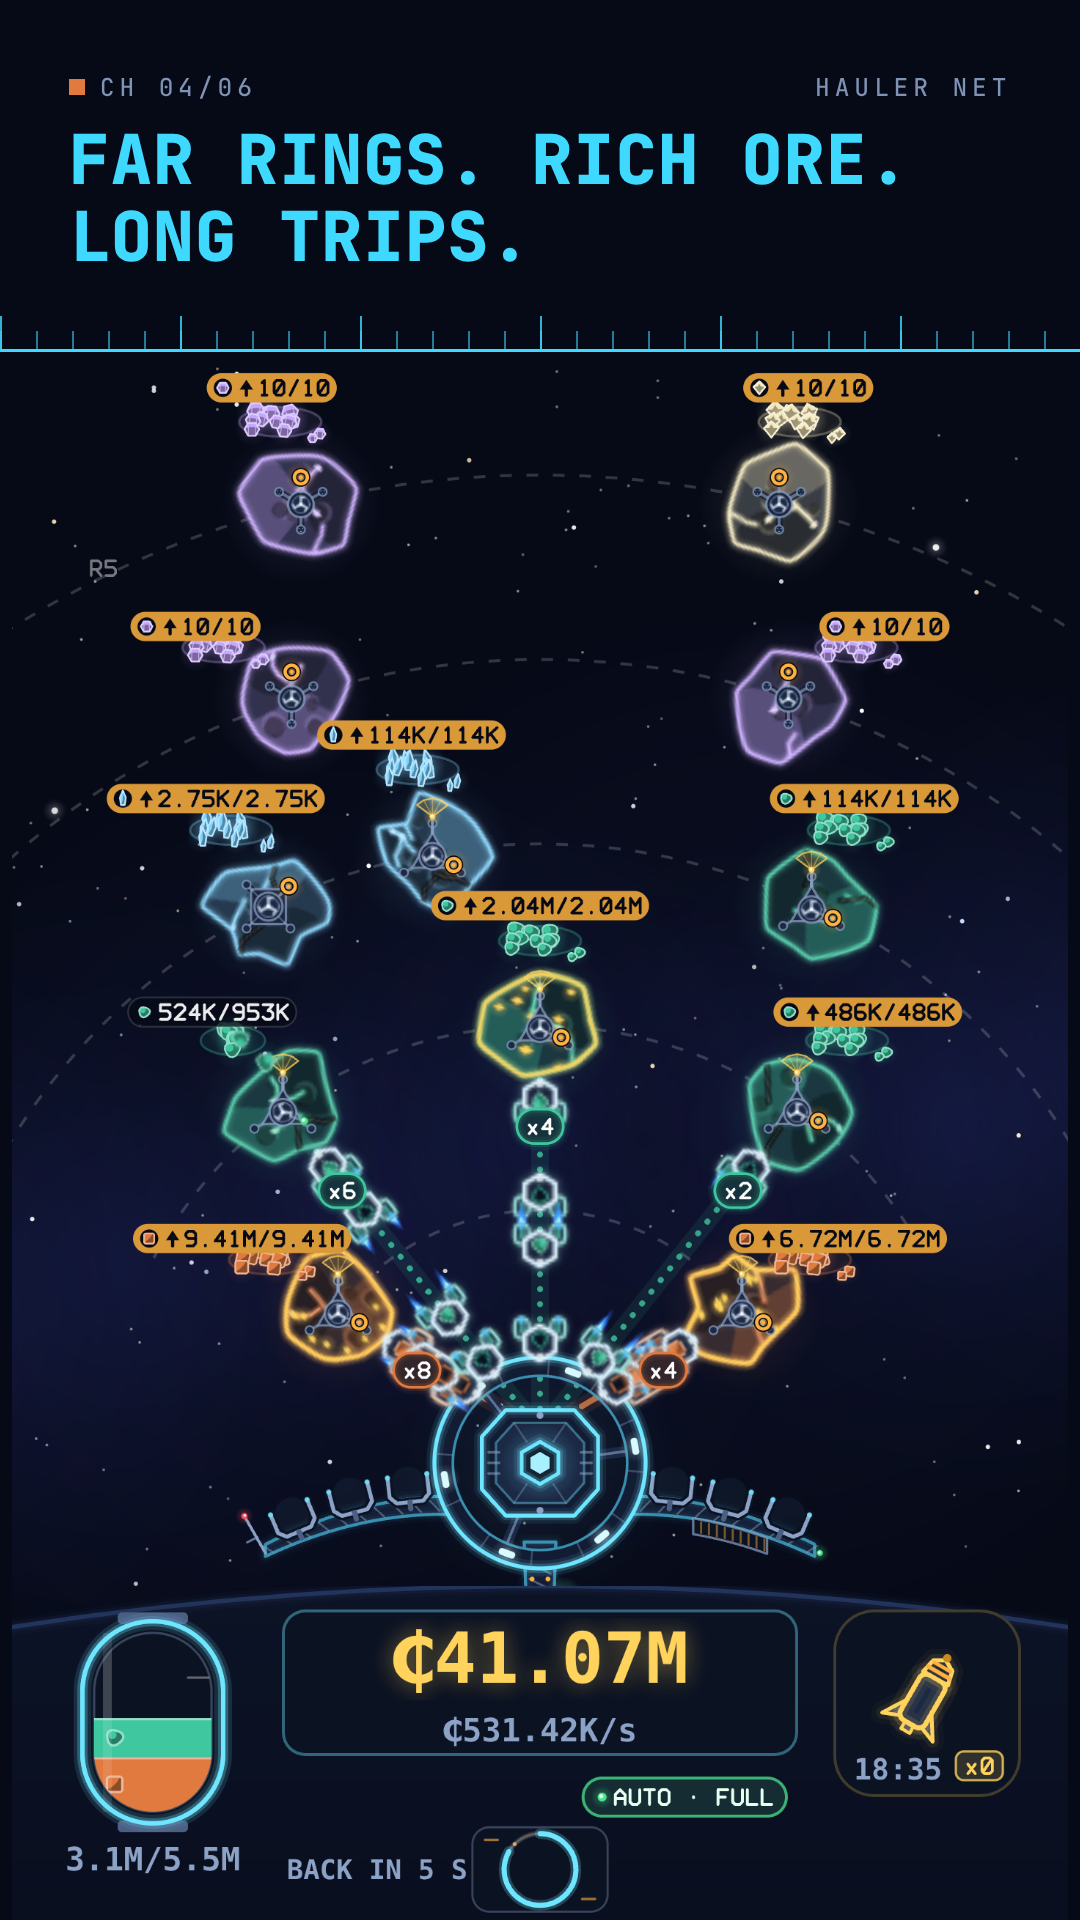 CH 04/06
HAULER NET
FAR RINGS. RICH ORE.
LONG TRIPS.
10/10
10/10
R5
10/10
10/10
114K/114K
2.75K/2.75K
114K/114K
2.04M/2.04M
524K/953K
486K/486K
x4
x6
x2
9.41M/9.41M
6.72M/6.72M
x8
x4
₵41.07M
₵531.42K/s
18:35 x0
AUTO · FULL
3.1M/5.5M
BACK IN 5 S